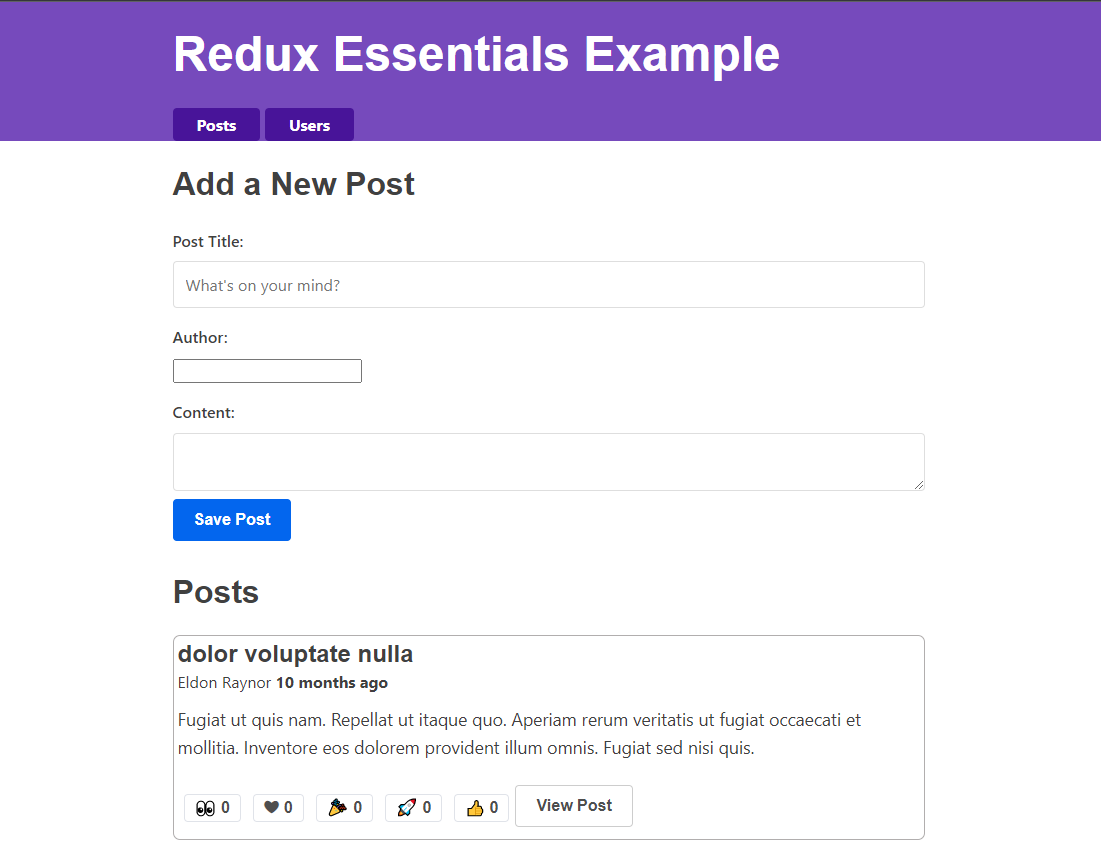 Redux Essentials Example
Posts Users
Add a New Post
Post Title:
What's on your mind?
Author:
Content:
Save Post
Posts
dolor voluptate nulla
Eldon Raynor 10 months ago
Fugiat ut quis nam. Repellat ut itaque quo. Aperiam rerum veritatis ut fugiat occaecati et
mollitia. Inventore eos dolorem provident illum omnis. Fugiat sed nisi quis.
👀 0 ❤ 0 🎉 0 🚀 0 👍 0 View Post